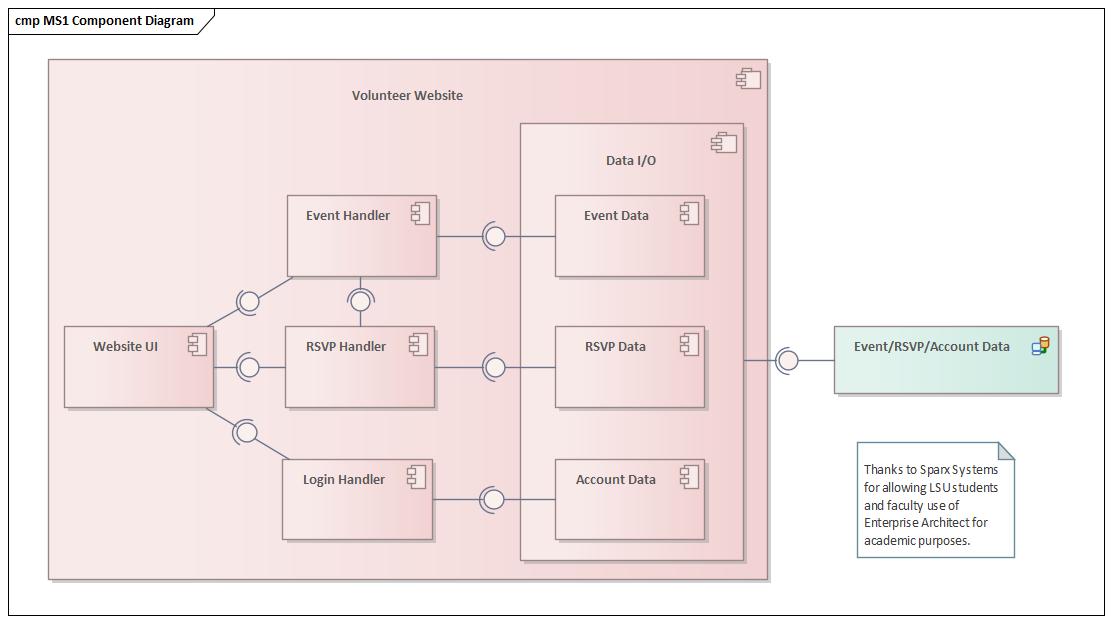 cmp MS1 Component Diagram
Volunteer Website
Data I/O
Event Handler
Event Data
Website UI
RSVP Handler
RSVP Data
Event/RSVP/Account Data
Login Handler
Account Data
Thanks to Sparx Systems
for allowing LSU students
and faculty use of
Enterprise Architect for
academic purposes.